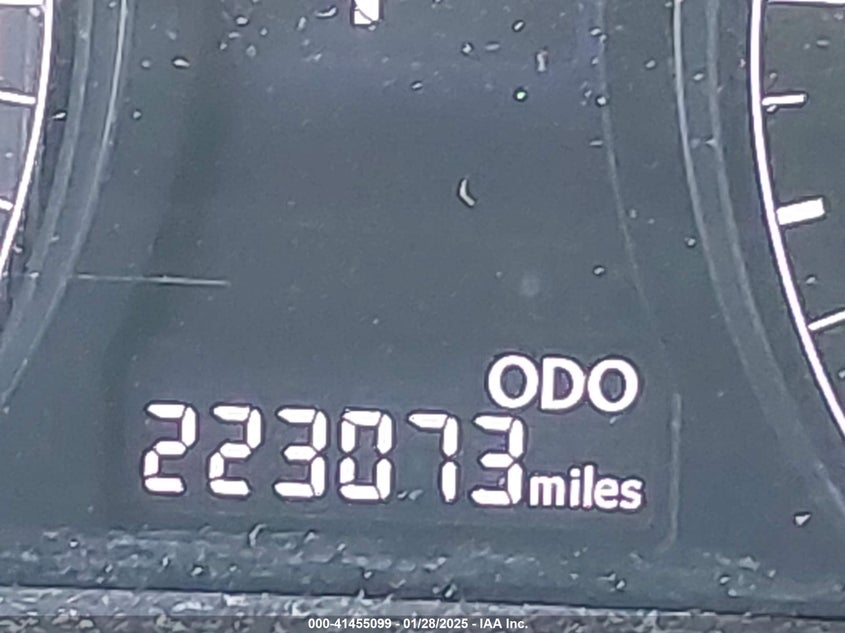 ODO
223073 miles
000-41455099 - 01/28/2025 - IAA Inc.